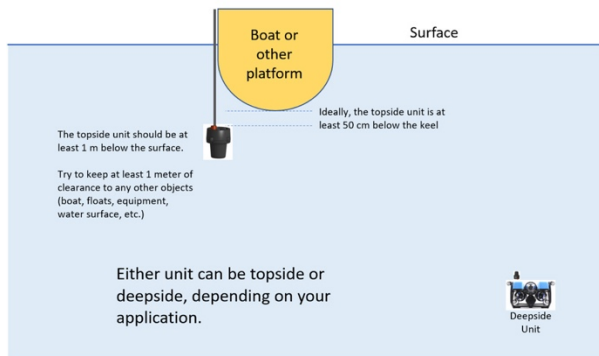 Surface
Boat or
other
platform
Ideally, the topside unit is at
least 50 cm below the keel
The topside unit should be at
least 1 m below the surface.
Try to keep at least 1 meter of
clearance to any other objects
(boat, floats, equipment,
water surface, etc.)
Either unit can be topside or
deepside, depending on your
application.
Deepside
Unit